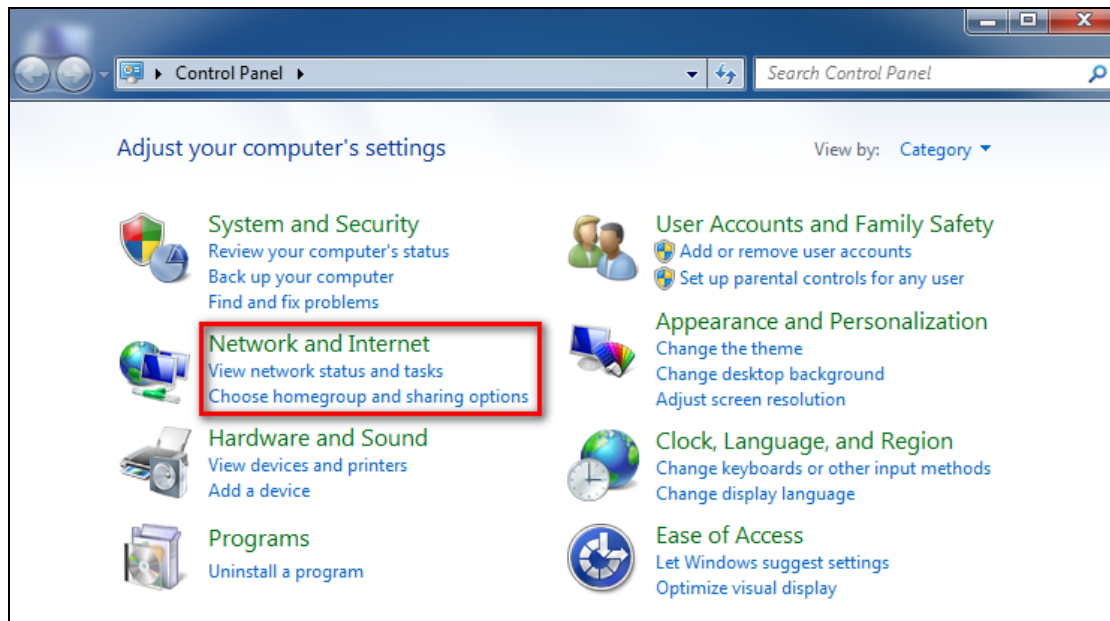 Control Panel
Search Control Panel
Adjust your computer's settings
View by: Category
System and Security
Review your computer's status
Back up your computer
Find and fix problems
Network and Internet
View network status and tasks
Choose homegroup and sharing options
Hardware and Sound
View devices and printers
Add a device
Programs
Uninstall a program
User Accounts and Family Safety
Add or remove user accounts
Set up parental controls for any user
Appearance and Personalization
Change the theme
Change desktop background
Adjust screen resolution
Clock, Language, and Region
Change keyboards or other input methods
Change display language
Ease of Access
Let Windows suggest settings
Optimize visual display